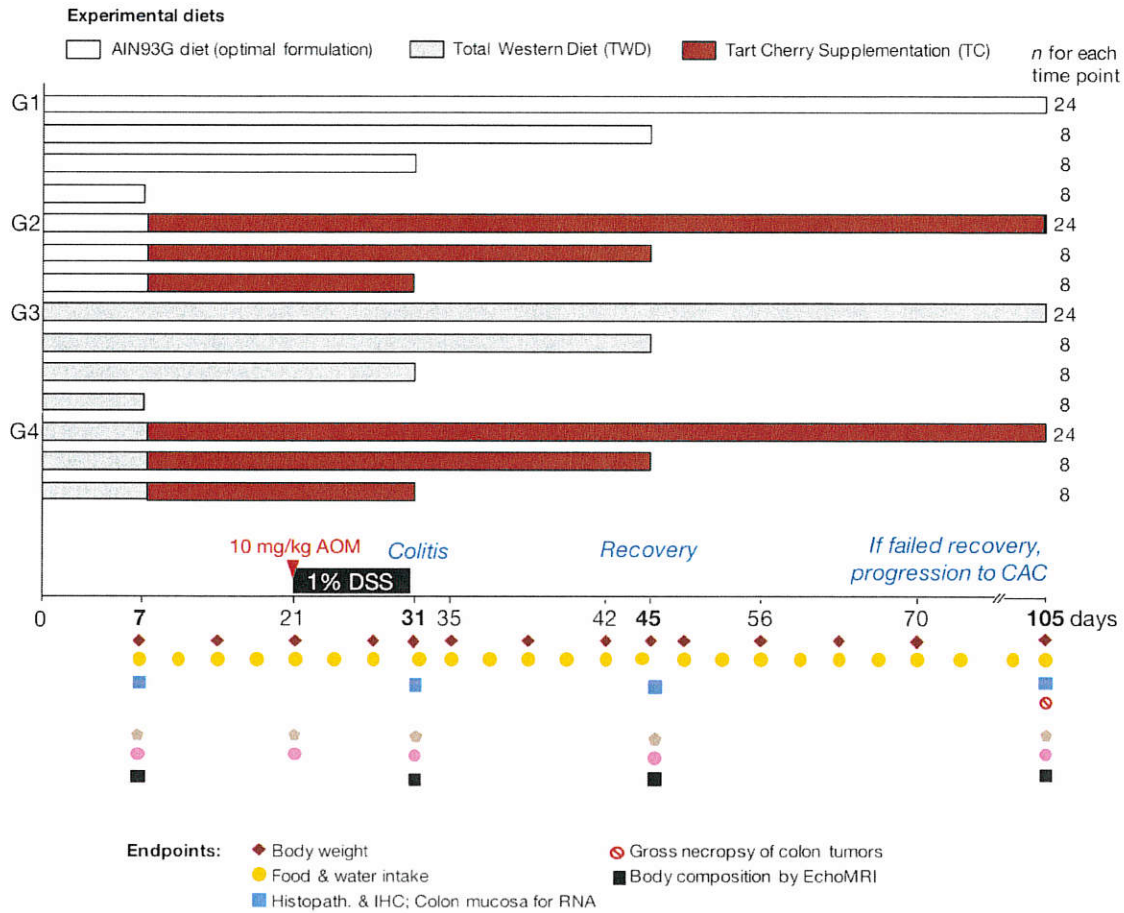 Experimental diets
AIN93G diet (optimal formulation)
Total Western Diet (TWD)
Tart Cherry Supplementation (TC)
n for each
time point
G1
24
8
8
8
G2
24
8
8
G3
24
8
8
8
G4
24
8
8
10 mg/kg AOM
1% DSS
Colitis
Recovery
If failed recovery,
progression to CAC
0 7 21 31 35 42 45 56 70 105 days
Endpoints:
Body weight
Food & water intake
Histopath. & IHC; Colon mucosa for RNA
Gross necropsy of colon tumors
Body composition by EchoMRI